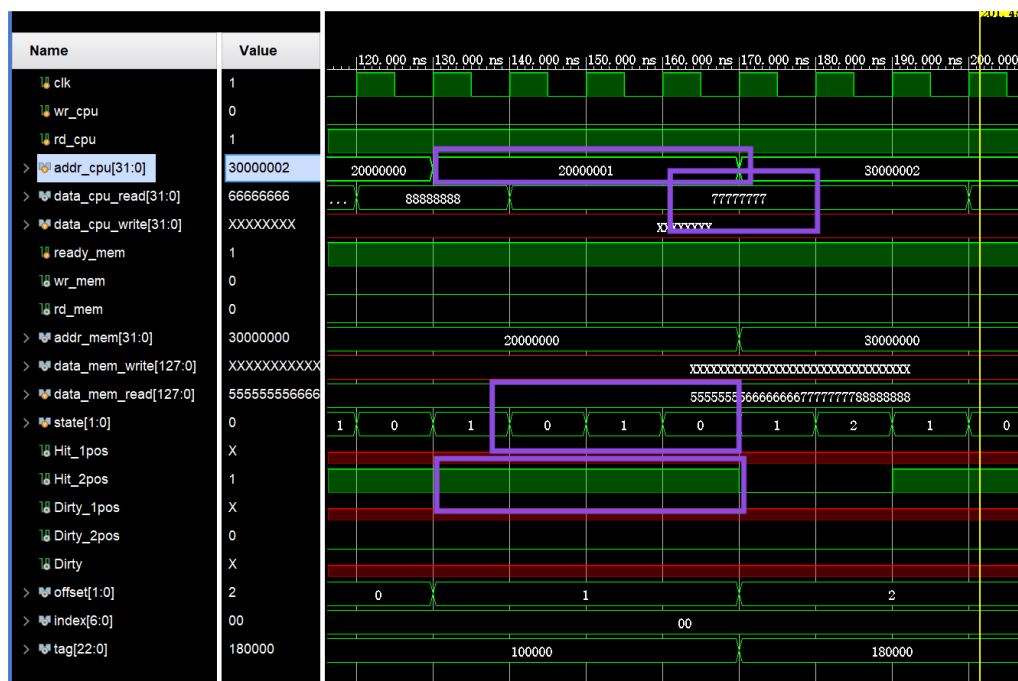 201.4
Name Value
120.000 ns 130.000 ns 140.000 ns 150.000 ns 160.000 ns 170.000 ns 180.000 ns 190.000 ns 200.000
clk 1
wr_cpu 0
rd_cpu 1
addr_cpu[31:0] 30000002 20000000 20000001 30000002
data_cpu_read[31:0] 66666666 ... 88888888 77777777
data_cpu_write[31:0] XXXXXXXX XXXXXXXX
ready_mem 1
wr_mem 0
rd_mem 0
addr_mem[31:0] 30000000 20000000 30000000
data_mem_write[127:0] XXXXXXXXXXXX XXXXXXXXXXXXXXXXXXXXXXXXXXXXXXXX
data_mem_read[127:0] 555555556666 55555555666666667777777788888888
state[1:0] 0 1 0 1 0 1 0 1 2 1 0
Hit_1pos X
Hit_2pos 1
Dirty_1pos X
Dirty_2pos 0
Dirty X
offset[1:0] 2 0 1 2
index[6:0] 00 00
tag[22:0] 180000 100000 180000